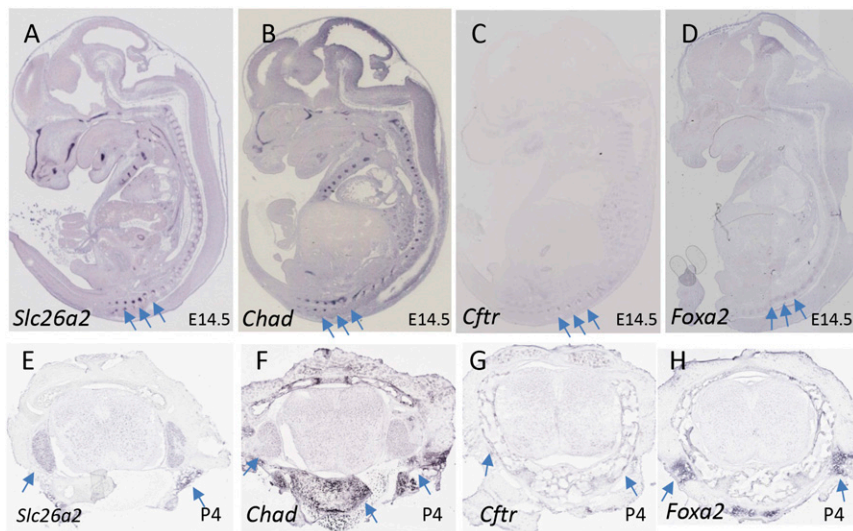 A B C D
Slc26a2 E14.5 Chad E14.5 Cftr E14.5 Foxa2 E14.5
E F G H
Slc26a2 P4 Chad P4 Cftr P4 Foxa2 P4